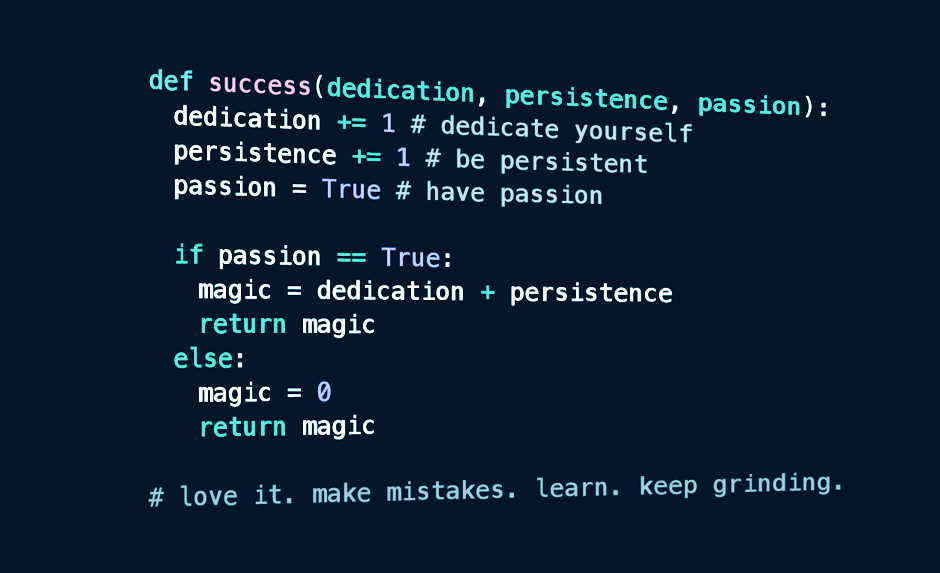 def success(dedication, persistence, passion):
dedication += 1 # dedicate yourself
persistence += 1 # be persistent
passion = True # have passion
if passion == True:
magic = dedication + persistence
return magic
else:
magic = 0
return magic
# love it. make mistakes. learn. keep grinding.